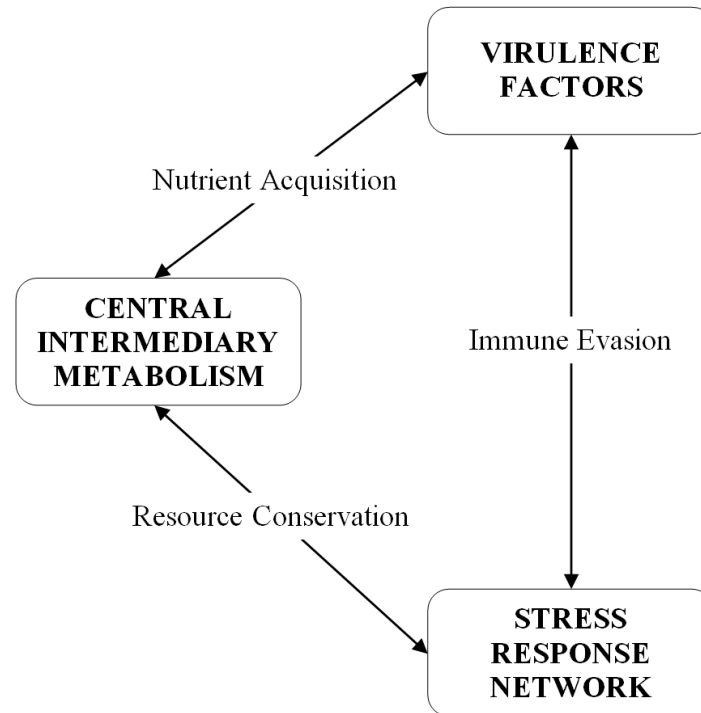 VIRULENCE
FACTORS
Nutrient Acquisition
CENTRAL
INTERMEDIARY
METABOLISM
Immune Evasion
Resource Conservation
STRESS
RESPONSE
NETWORK